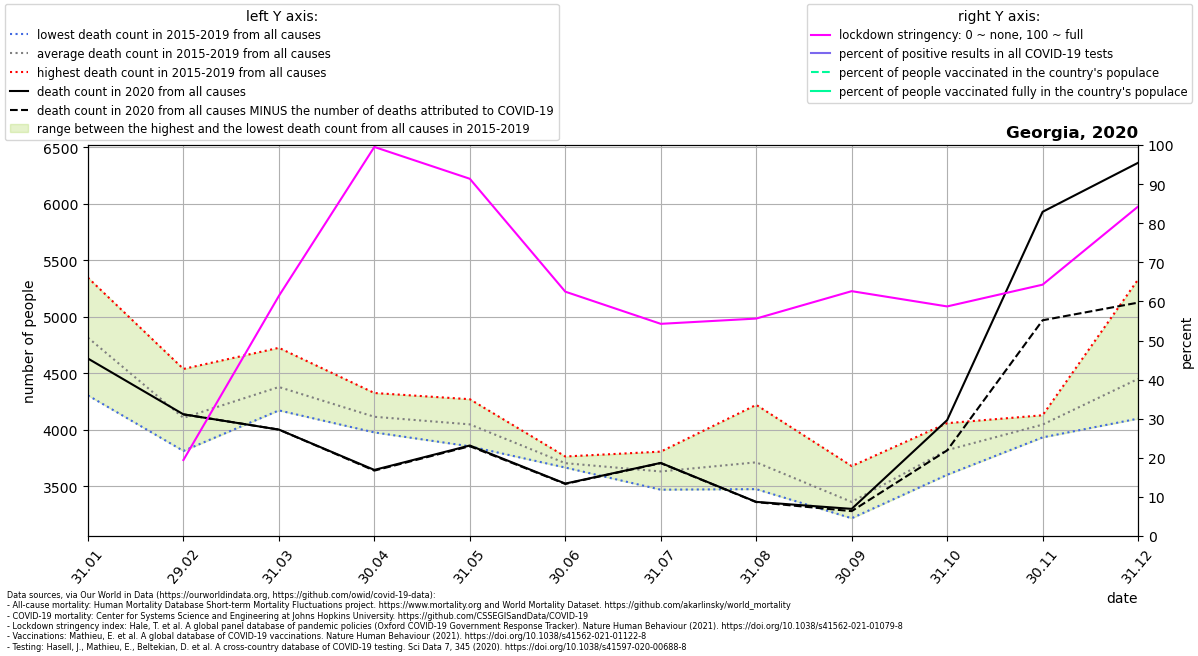 left Y axis:
lowest death count in 2015-2019 from all causes
average death count in 2015-2019 from all causes
highest death count in 2015-2019 from all causes
death count in 2020 from all causes
death count in 2020 from all causes MINUS the number of deaths attributed to COVID-19
range between the highest and the lowest death count from all causes in 2015-2019
right Y axis:
lockdown stringency: 0 ~ none, 100 ~ full
percent of positive results in all COVID-19 tests
percent of people vaccinated in the country's populace
percent of people vaccinated fully in the country's populace
Georgia, 2020
number of people
6500
6000
5500
5000
4500
4000
3500
100
90
80
70
60
50
40
30
20
10
0
percent
31.01
29.02
31.03
30.04
31.05
30.06
31.07
31.08
30.09
31.10
30.11
31.12
date
Data sources, via Our World in Data (https://ourworldindata.org, https://github.com/owid/covid-19-data):
- All-cause mortality: Human Mortality Database Short-term Mortality Fluctuations project. https://www.mortality.org and World Mortality Dataset. https://github.com/akarlinsky/world_mortality
- COVID-19 mortality: Center for Systems Science and Engineering at Johns Hopkins University. https://github.com/CSSEGISandData/COVID-19
- Lockdown stringency index: Hale, T. et al. A global panel database of pandemic policies (Oxford COVID-19 Government Response Tracker). Nature Human Behaviour (2021). https://doi.org/10.1038/s41562-021-01079-8
- Vaccinations: Mathieu, E. et al. A global database of COVID-19 vaccinations. Nature Human Behaviour (2021). https://doi.org/10.1038/s41562-021-01122-8
- Testing: Hasell, J., Mathieu, E., Beltekian, D. et al. A cross-country database of COVID-19 testing. Sci Data 7, 345 (2020). https://doi.org/10.1038/s41597-020-00688-8